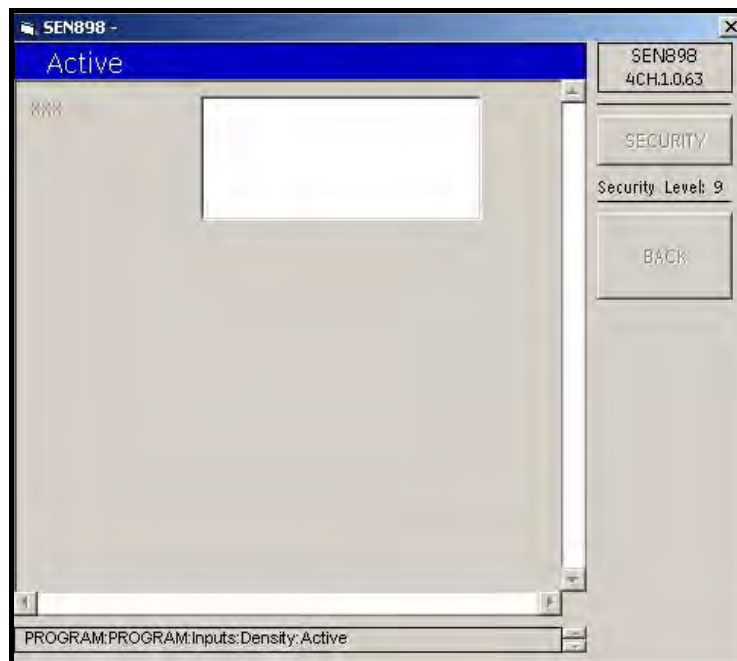 SEN898 -
Active
SEN898
4CH.1.0.63
SECURITY
Security Level: 9
BACK
PROGRAM:PROGRAM:Inputs:Density:Active